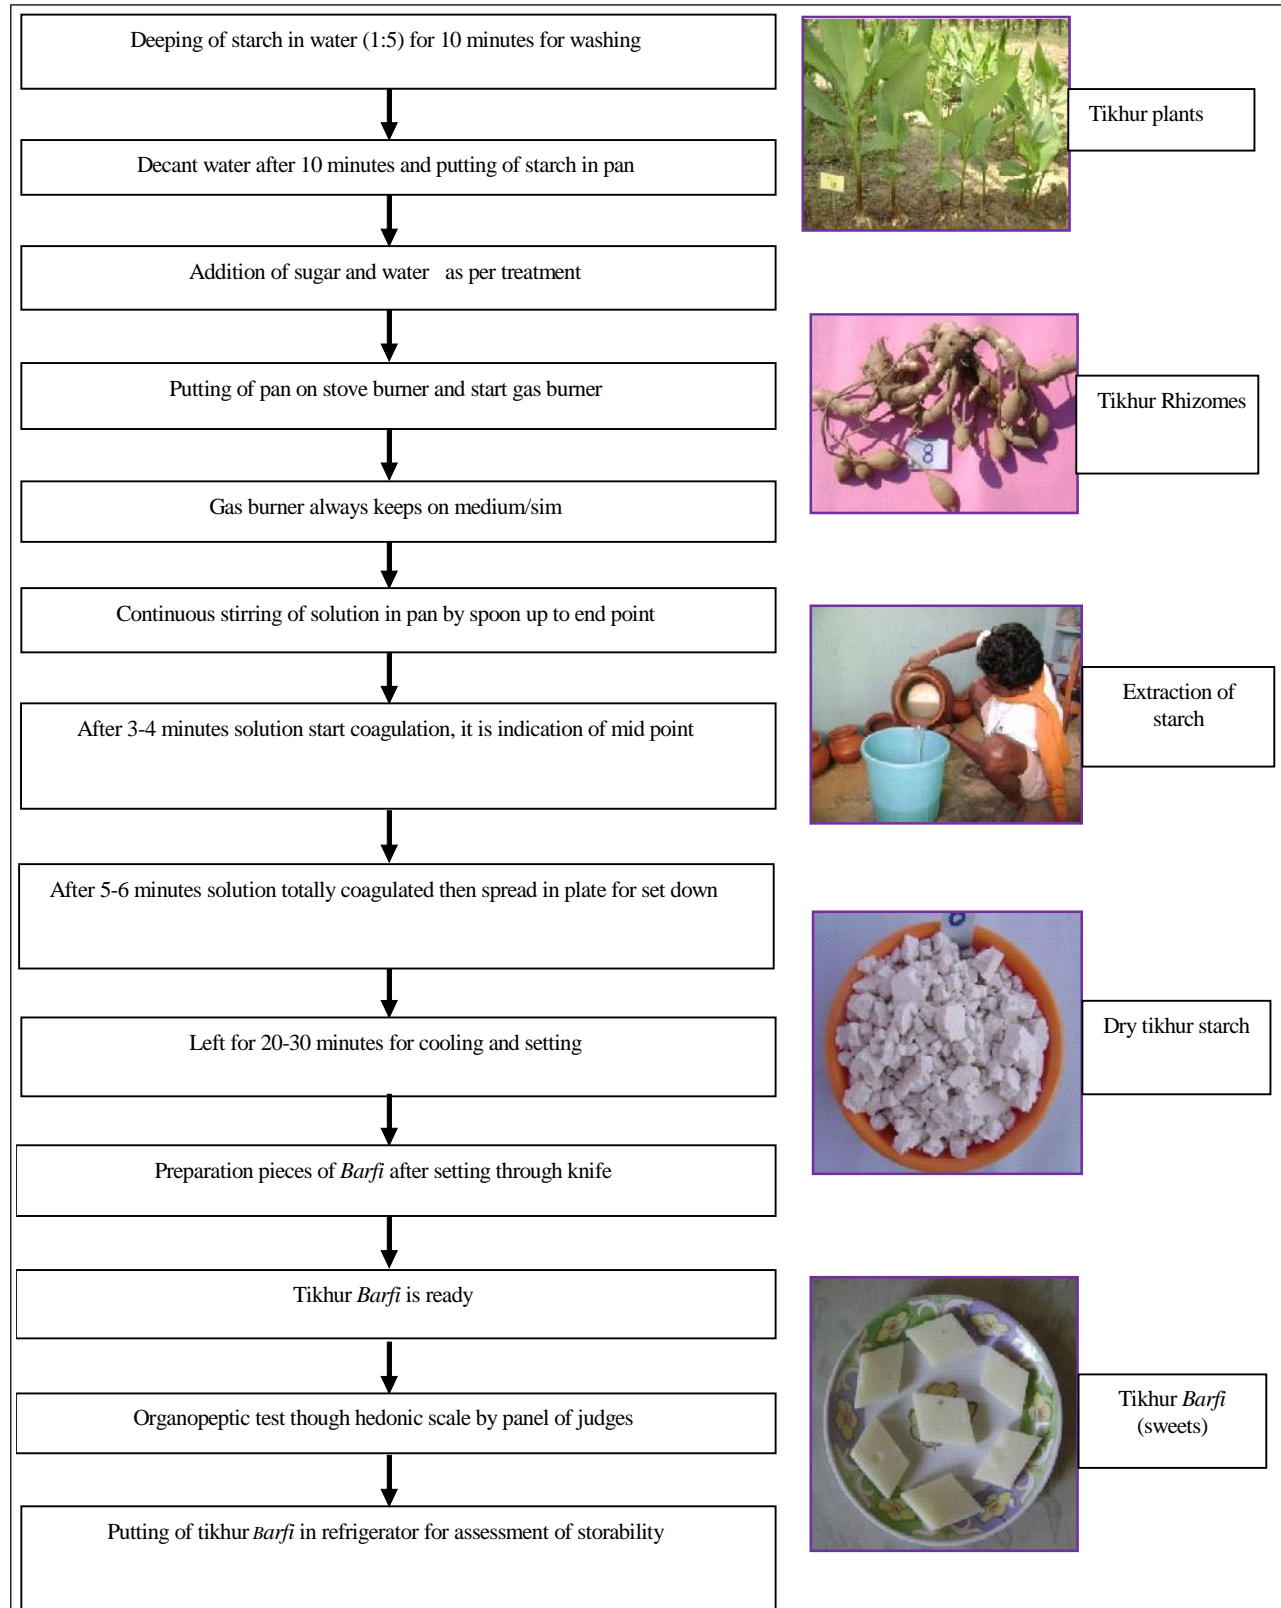 Deeping of starch in water (1:5) for 10 minutes for washing
Decant water after 10 minutes and putting of starch in pan
Addition of sugar and water as per treatment
Putting of pan on stove burner and start gas burner
Gas burner always keeps on medium/sim
Continuous stirring of solution in pan by spoon up to end point
After 3-4 minutes solution start coagulation, it is indication of mid point
After 5-6 minutes solution totally coagulated then spread in plate for set down
Left for 20-30 minutes for cooling and setting
Preparation pieces of Barfi after setting through knife
Tikhur Barfi is ready
Organopeptic test though hedonic scale by panel of judges
Putting of tikhur Barfi in refrigerator for assessment of storability
Tikhur plants
Tikhur Rhizomes
8
Extraction of
starch
Dry tikhur starch
Tikhur Barfi
(sweets)